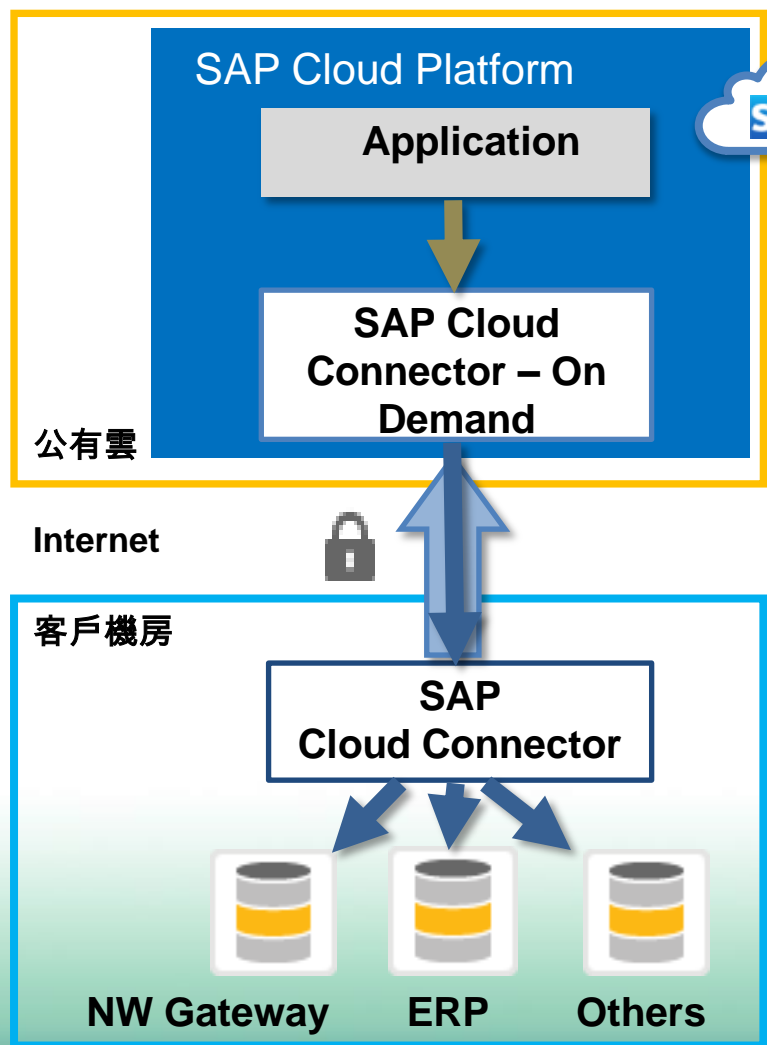 SAP Cloud Platform
S
Application
SAP Cloud
Connector – On
Demand
公有雲
Internet
客戶機房
SAP
Cloud Connector
NW Gateway
ERP
Others